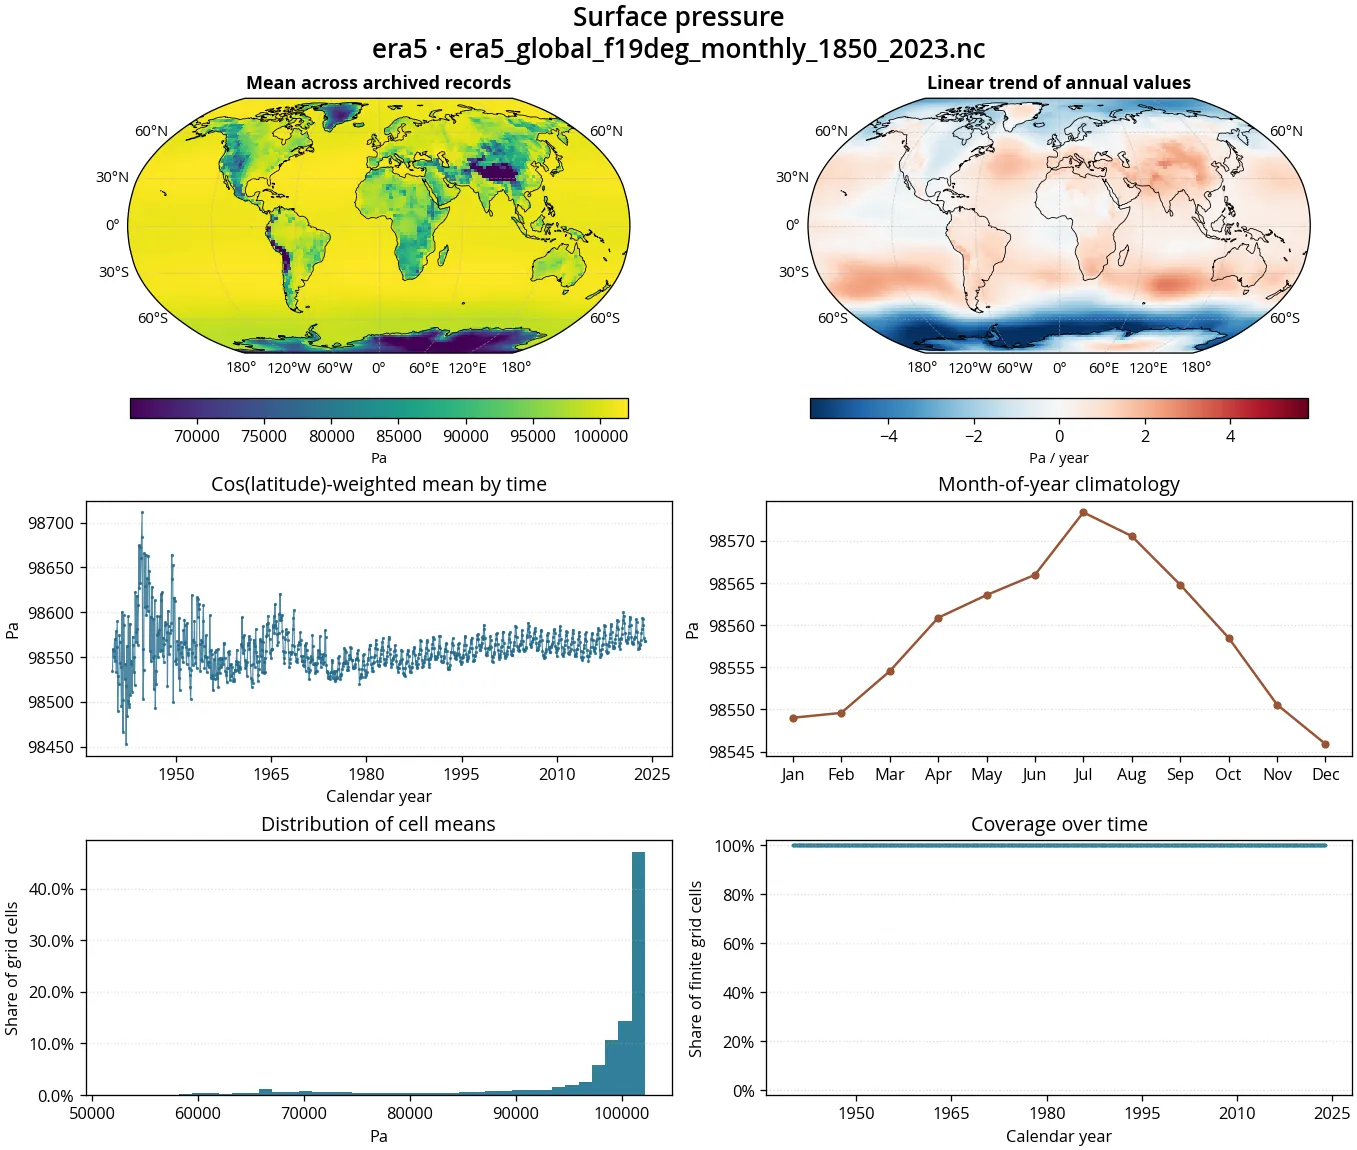 Surface pressure
era5 · era5_global_f19deg_monthly_1850_2023.nc
Mean across archived records
60°N
60°N
30°N
0°
30°S
60°S
60°S
180°
120°W
60°W
0°
60°E
120°E
180°
70000
75000
80000
85000
90000
95000
100000
Pa
Linear trend of annual values
60°N
60°N
30°N
0°
30°S
60°S
60°S
180°
120°W
60°W
0°
60°E
120°E
180°
−4
−2
0
2
4
Pa / year
Cos(latitude)-weighted mean by time
98700
98650
98600
98550
98500
98450
Pa
1950
1965
1980
1995
2010
2025
Calendar year
Month-of-year climatology
98570
98565
98560
98555
98550
98545
Pa
Jan
Feb
Mar
Apr
May
Jun
Jul
Aug
Sep
Oct
Nov
Dec
Distribution of cell means
40.0%
30.0%
20.0%
10.0%
0.0%
Share of grid cells
50000
60000
70000
80000
90000
100000
Pa
Coverage over time
100%
80%
60%
40%
20%
0%
Share of finite grid cells
1950
1965
1980
1995
2010
2025
Calendar year